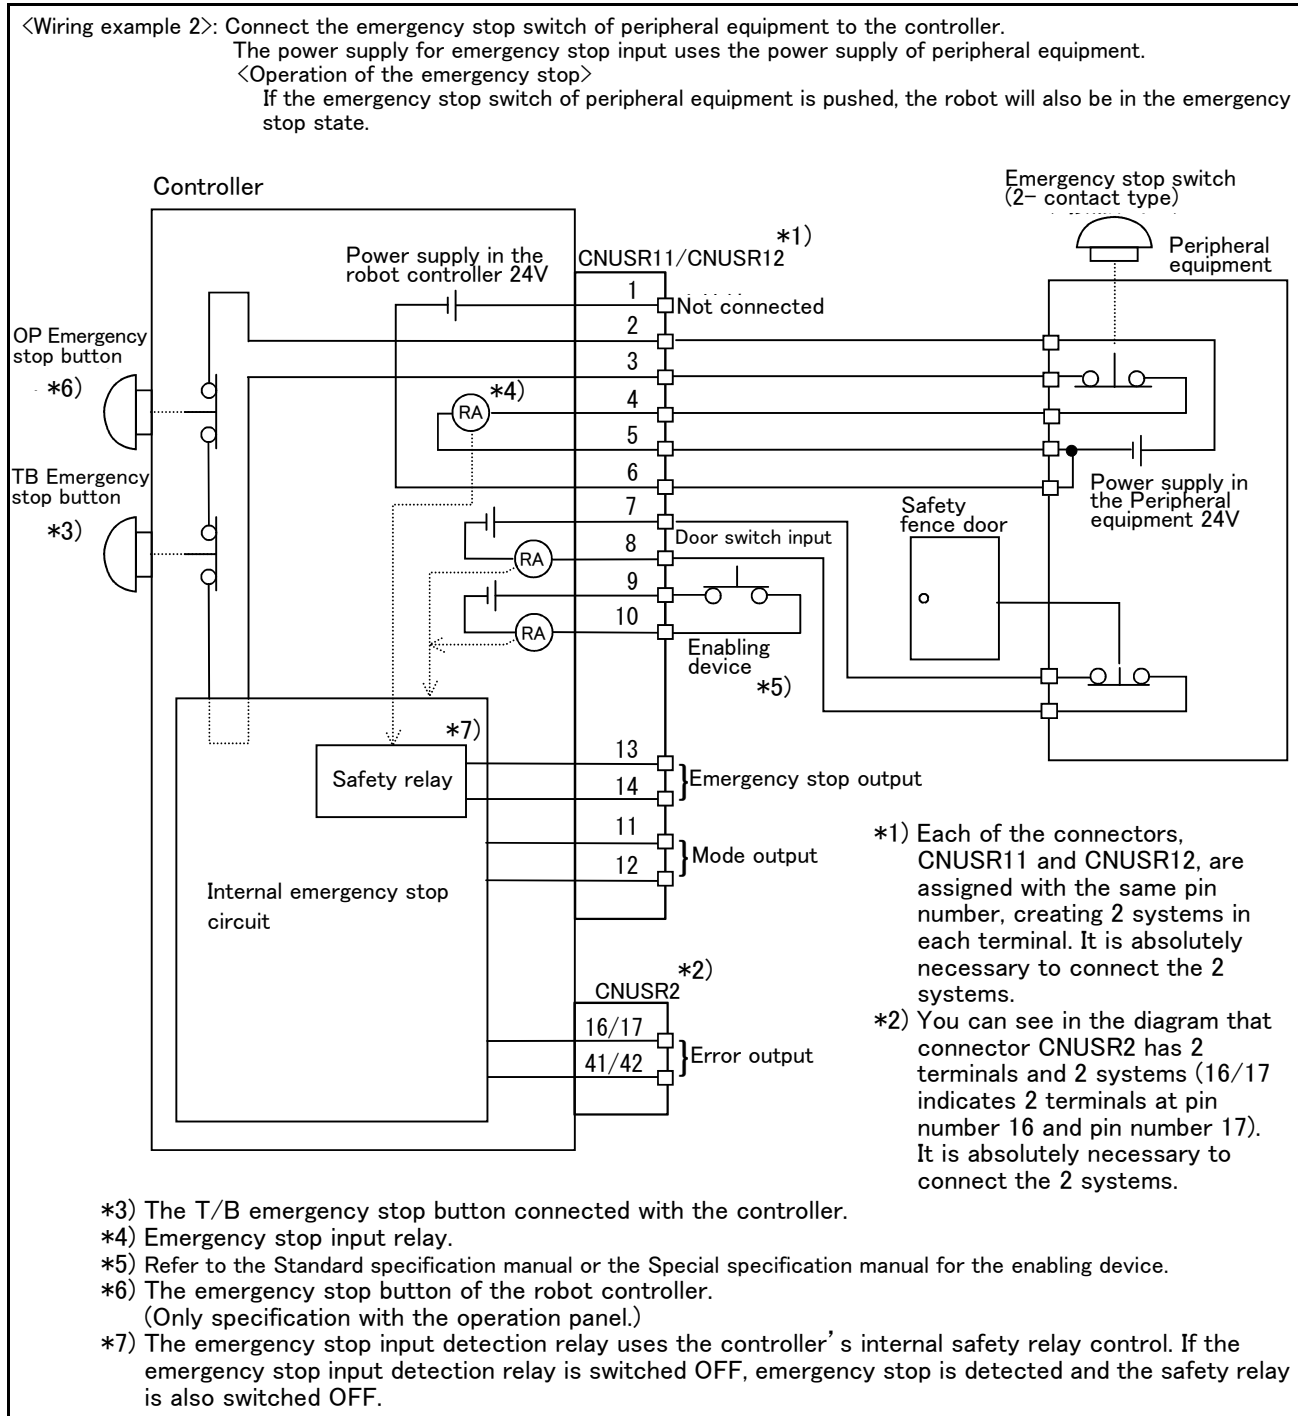 <Wiring example 2>: Connect the emergency stop switch of peripheral equipment to the controller.
The power supply for emergency stop input uses the power supply of peripheral equipment.
<Operation of the emergency stop>
If the emergency stop switch of peripheral equipment is pushed, the robot will also be in the emergency
stop state.
Controller
Emergency stop switch
(2- contact type)
Peripheral
equipment
*1)
CNUSR11/CNUSR12
Power supply in the
robot controller 24V
1
Not connected
2
OP Emergency
stop button
*6)
3
*4)
RA
4
5
6
TB Emergency
stop button
*3)
Power supply in
the Peripheral
equipment 24V
Safety
fence door
7
Door switch input
8
RA
9
10
RA
Enabling
device
*5)
*7)
Safety relay
13
14
Emergency stop output
11
12
Mode output
Internal emergency stop
circuit
*2)
CNUSR2
16/17
41/42
Error output
*1) Each of the connectors,
CNUSR11 and CNUSR12, are
assigned with the same pin
number, creating 2 systems in
each terminal. It is absolutely
necessary to connect the 2
systems.
*2) You can see in the diagram that
connector CNUSR2 has 2
terminals and 2 systems (16/17
indicates 2 terminals at pin
number 16 and pin number 17).
It is absolutely necessary to
connect the 2 systems.
*3) The T/B emergency stop button connected with the controller.
*4) Emergency stop input relay.
*5) Refer to the Standard specification manual or the Special specification manual for the enabling device.
*6) The emergency stop button of the robot controller.
(Only specification with the operation panel.)
*7) The emergency stop input detection relay uses the controller's internal safety relay control. If the
emergency stop input detection relay is switched OFF, emergency stop is detected and the safety relay
is also switched OFF.